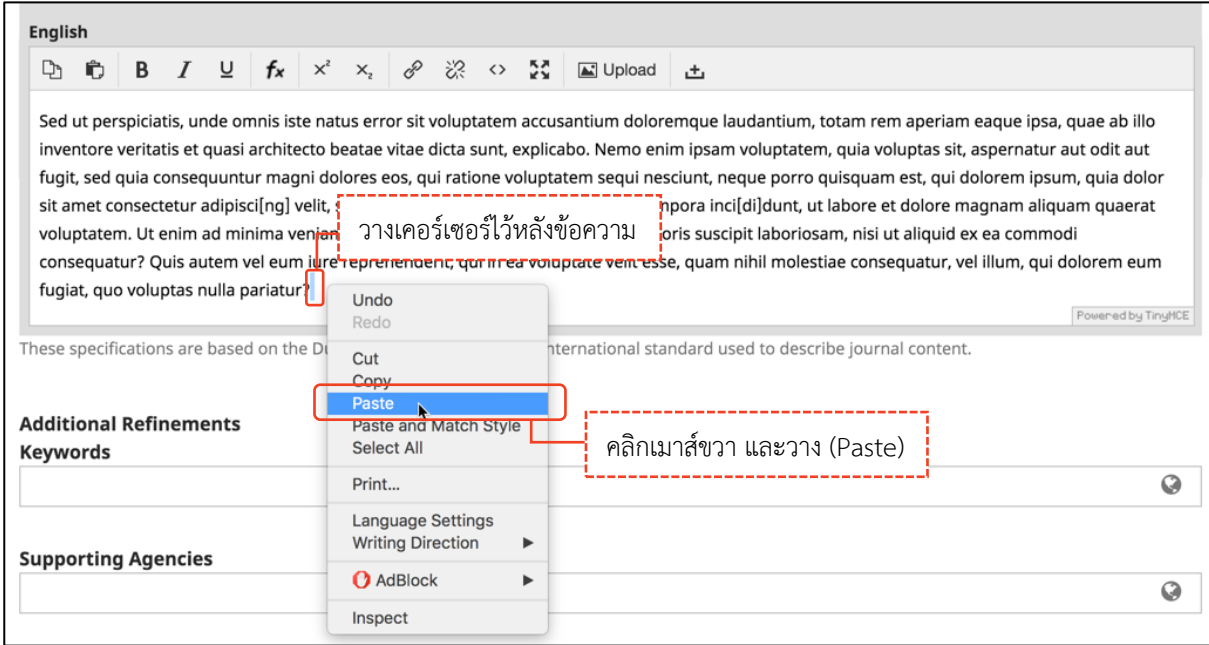 English
B I U fx x² x₂ <> Upload
Sed ut perspiciatis, unde omnis iste natus error sit voluptatem accusantium doloremque laudantium, totam rem aperiam eaque ipsa, quae ab illo
inventore veritatis et quasi architecto beatae vitae dicta sunt, explicabo. Nemo enim ipsam voluptatem, quia voluptas sit, aspernatur aut odit aut
fugit, sed quia consequuntur magni dolores eos, qui ratione voluptatem sequi nesciunt, neque porro quisquam est, qui dolorem ipsum, quia dolor
sit amet consectetur adipisci[ng] velit, inci[di]dunt, ut labore et dolore magnam aliquam quaerat
วางเคอร์เซอร์ไว้หลังข้อความ
voluptatem. Ut enim ad minima suscipit laboriosam, nisi ut aliquid ex ea commodi
consequatur? Quis autem vel eum iure reprehenderit, qui in ea voluptate velit esse, quam nihil molestiae consequatur, vel illum, qui dolorem eum
fugiat, quo voluptas nulla pariatur?
Powered by TinyMCE
These specifications are based on the international standard used to describe journal content.
Undo
Redo
Cut
Copy
Paste
Paste and Match Style
Select All
Print...
Language Settings
Writing Direction
AdBlock
Inspect
คลิกเมาส์ขวา และวาง (Paste)
Additional Refinements
Keywords
Supporting Agencies